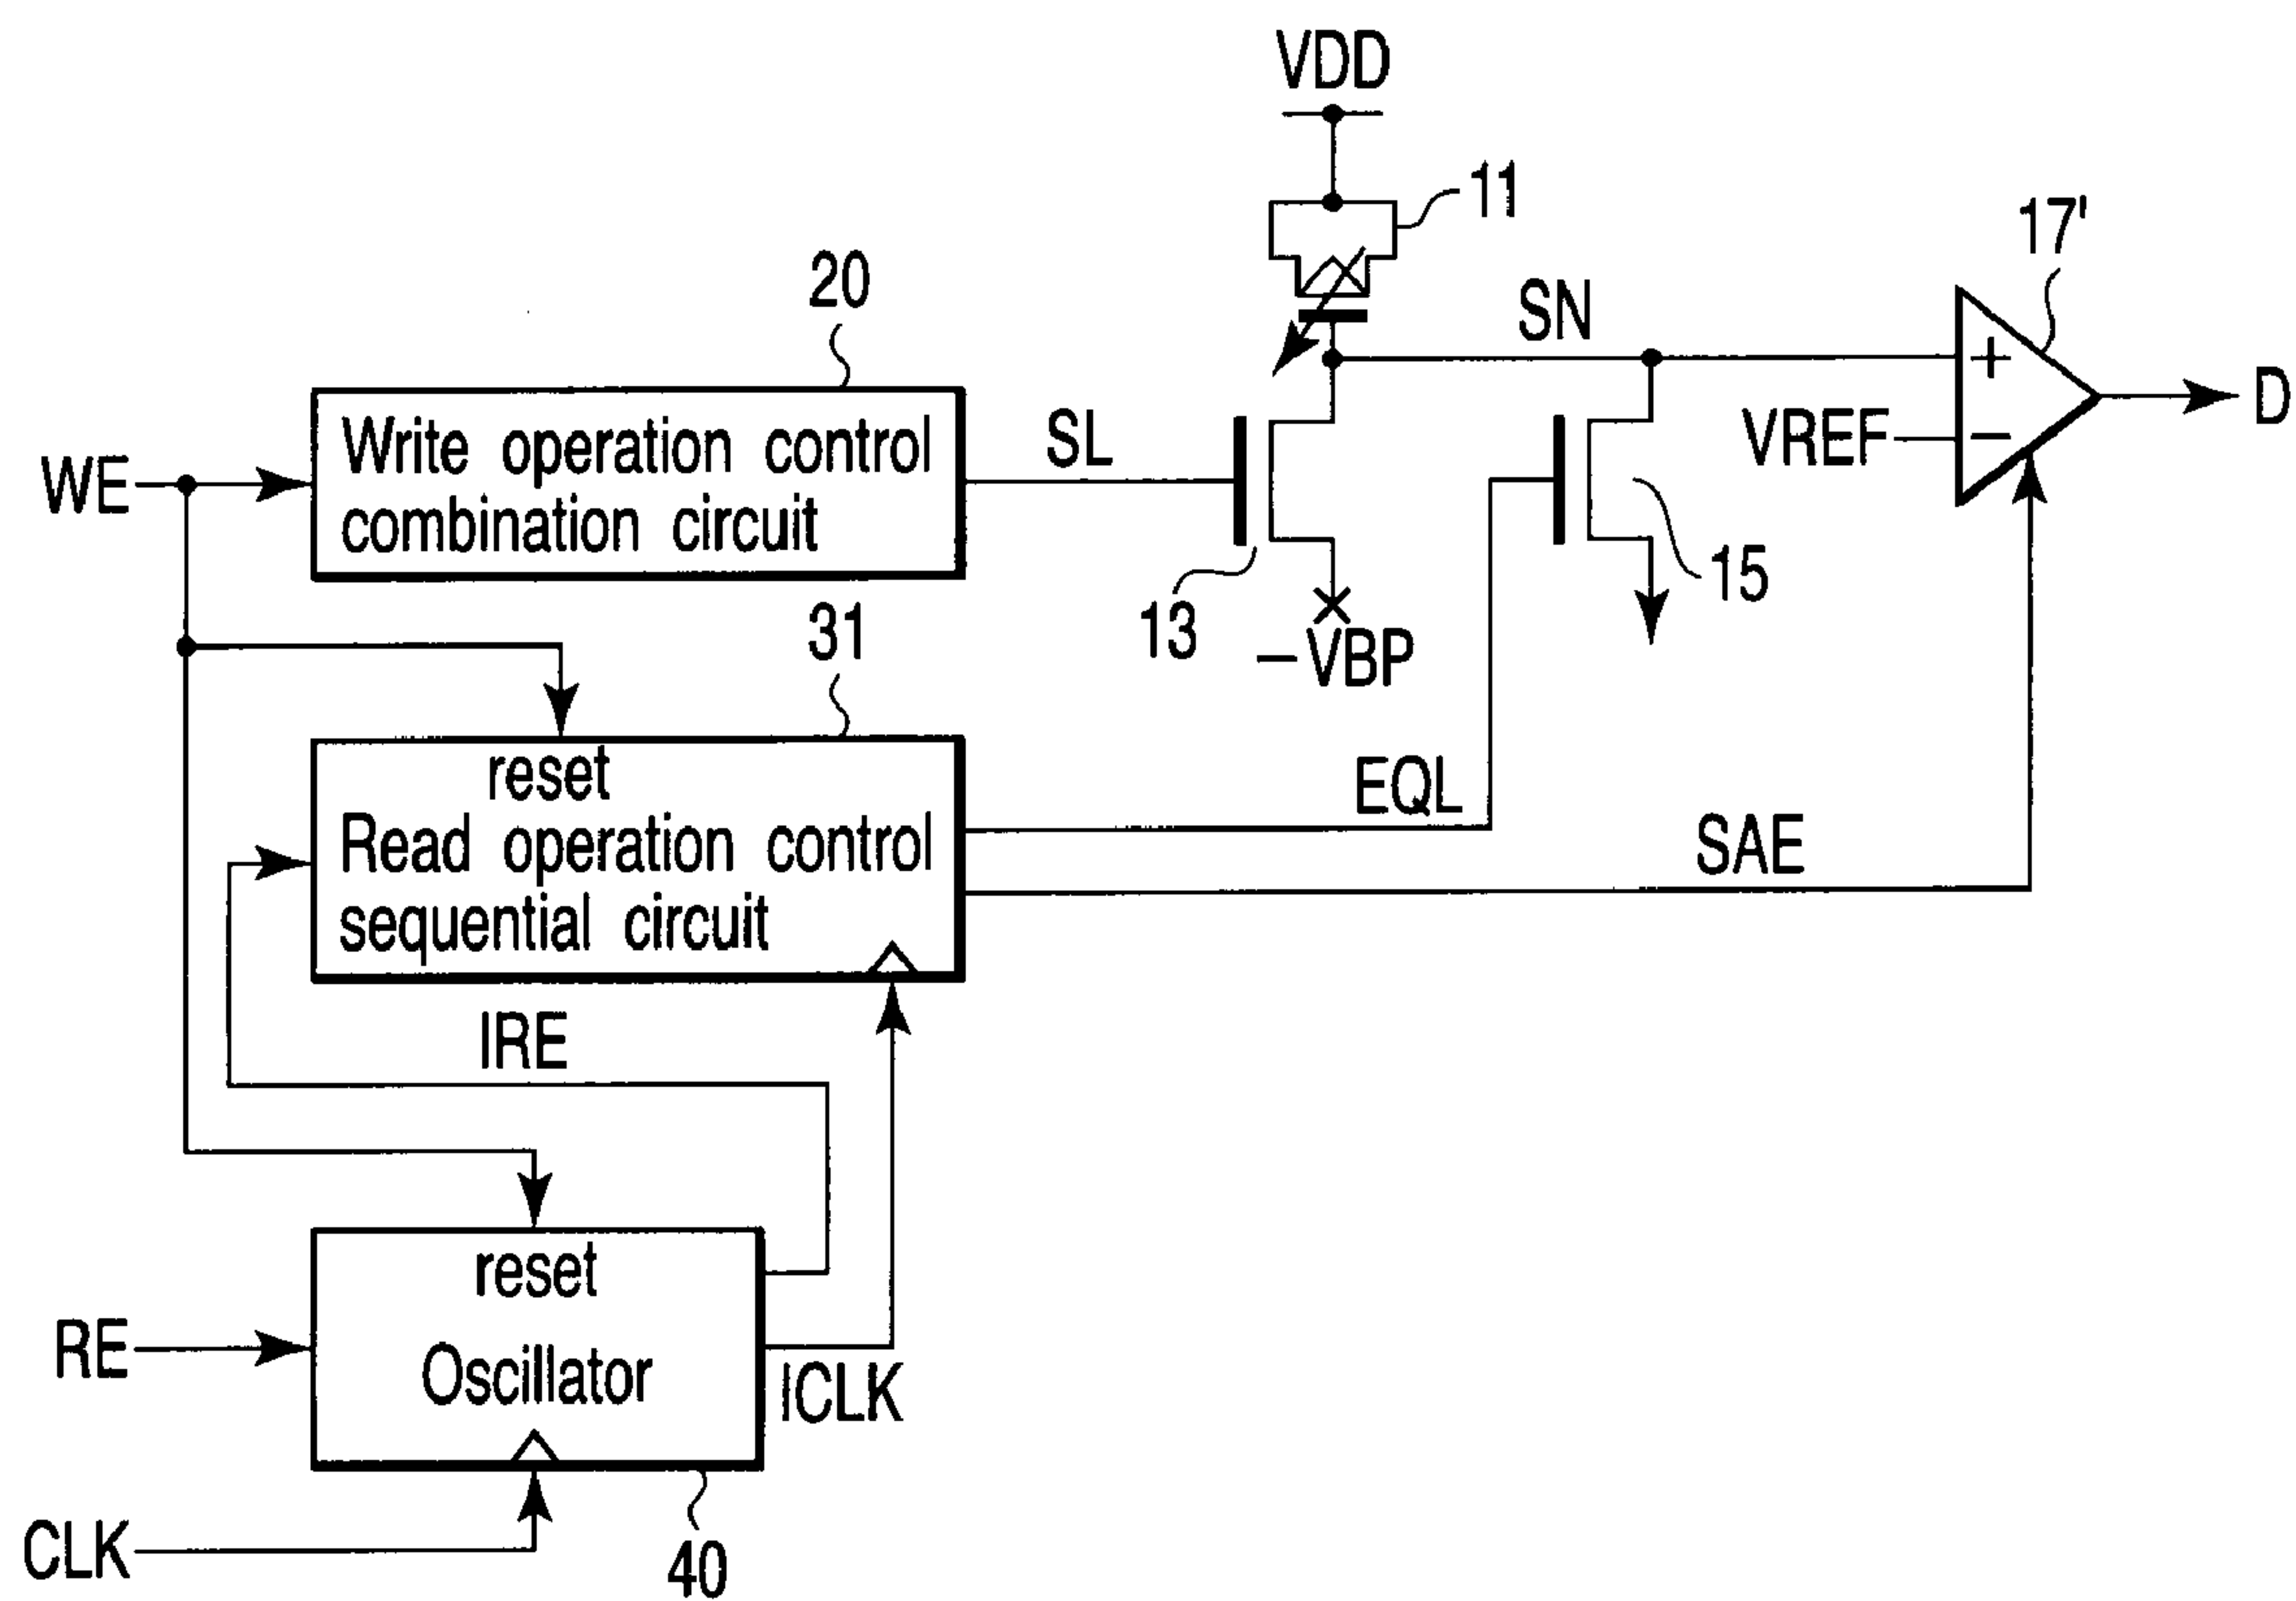 VDD
11
17'
20
SN
D
VREF
WE
Write operation control
combination circuit
SL
15
13
−VBP
31
reset
Read operation control
sequential circuit
EQL
SAE
IRE
reset
RE
Oscillator
ICLK
CLK
40